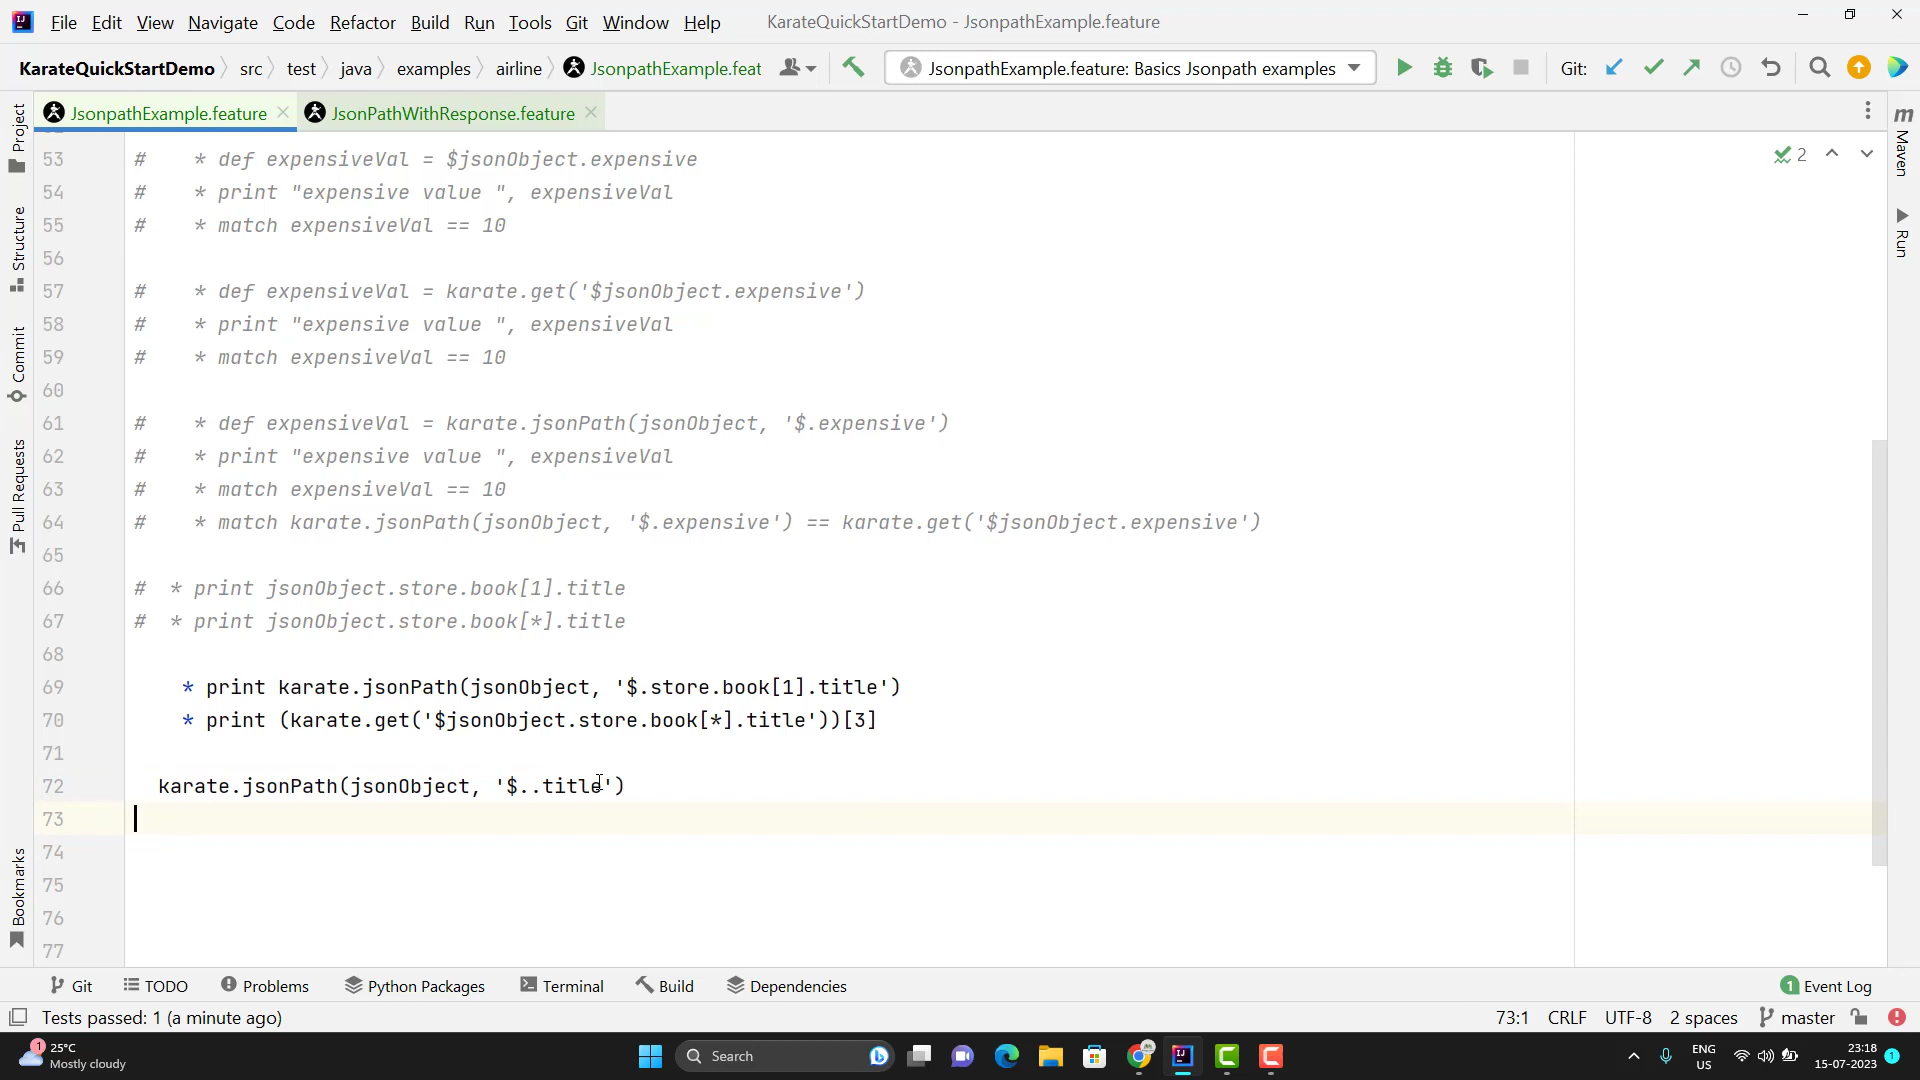 File Edit View Navigate Code Refactor Build Run Tools Git Window Help KarateQuickStartDemo - JsonpathExample.feature
KarateQuickStartDemo src test java examples airline JsonpathExample.feat JsonpathExample.feature: Basics Jsonpath examples Git:
JsonpathExample.feature JsonPathWithResponse.feature
Project
Structure
Commit
Pull Requests
Bookmarks
m
Maven
Run
2
53 # * def expensiveVal = $jsonObject.expensive
54 # * print "expensive value ", expensiveVal
55 # * match expensiveVal == 10
56
57 # * def expensiveVal = karate.get('$jsonObject.expensive')
58 # * print "expensive value ", expensiveVal
59 # * match expensiveVal == 10
60
61 # * def expensiveVal = karate.jsonPath(jsonObject, '$.expensive')
62 # * print "expensive value ", expensiveVal
63 # * match expensiveVal == 10
64 # * match karate.jsonPath(jsonObject, '$.expensive') == karate.get('$jsonObject.expensive')
65
66 # * print jsonObject.store.book[1].title
67 # * print jsonObject.store.book[*].title
68
69 * print karate.jsonPath(jsonObject, '$.store.book[1].title')
70 * print (karate.get('$jsonObject.store.book[*].title'))[3]
71
72 karate.jsonPath(jsonObject, '$..title')
73
74
75
76
77
Git TODO Problems Python Packages Terminal Build Dependencies 1 Event Log
Tests passed: 1 (a minute ago) 73:1 CRLF UTF-8 2 spaces master
1 25°C Mostly cloudy Search ENG US 23:18 15-07-2023 1